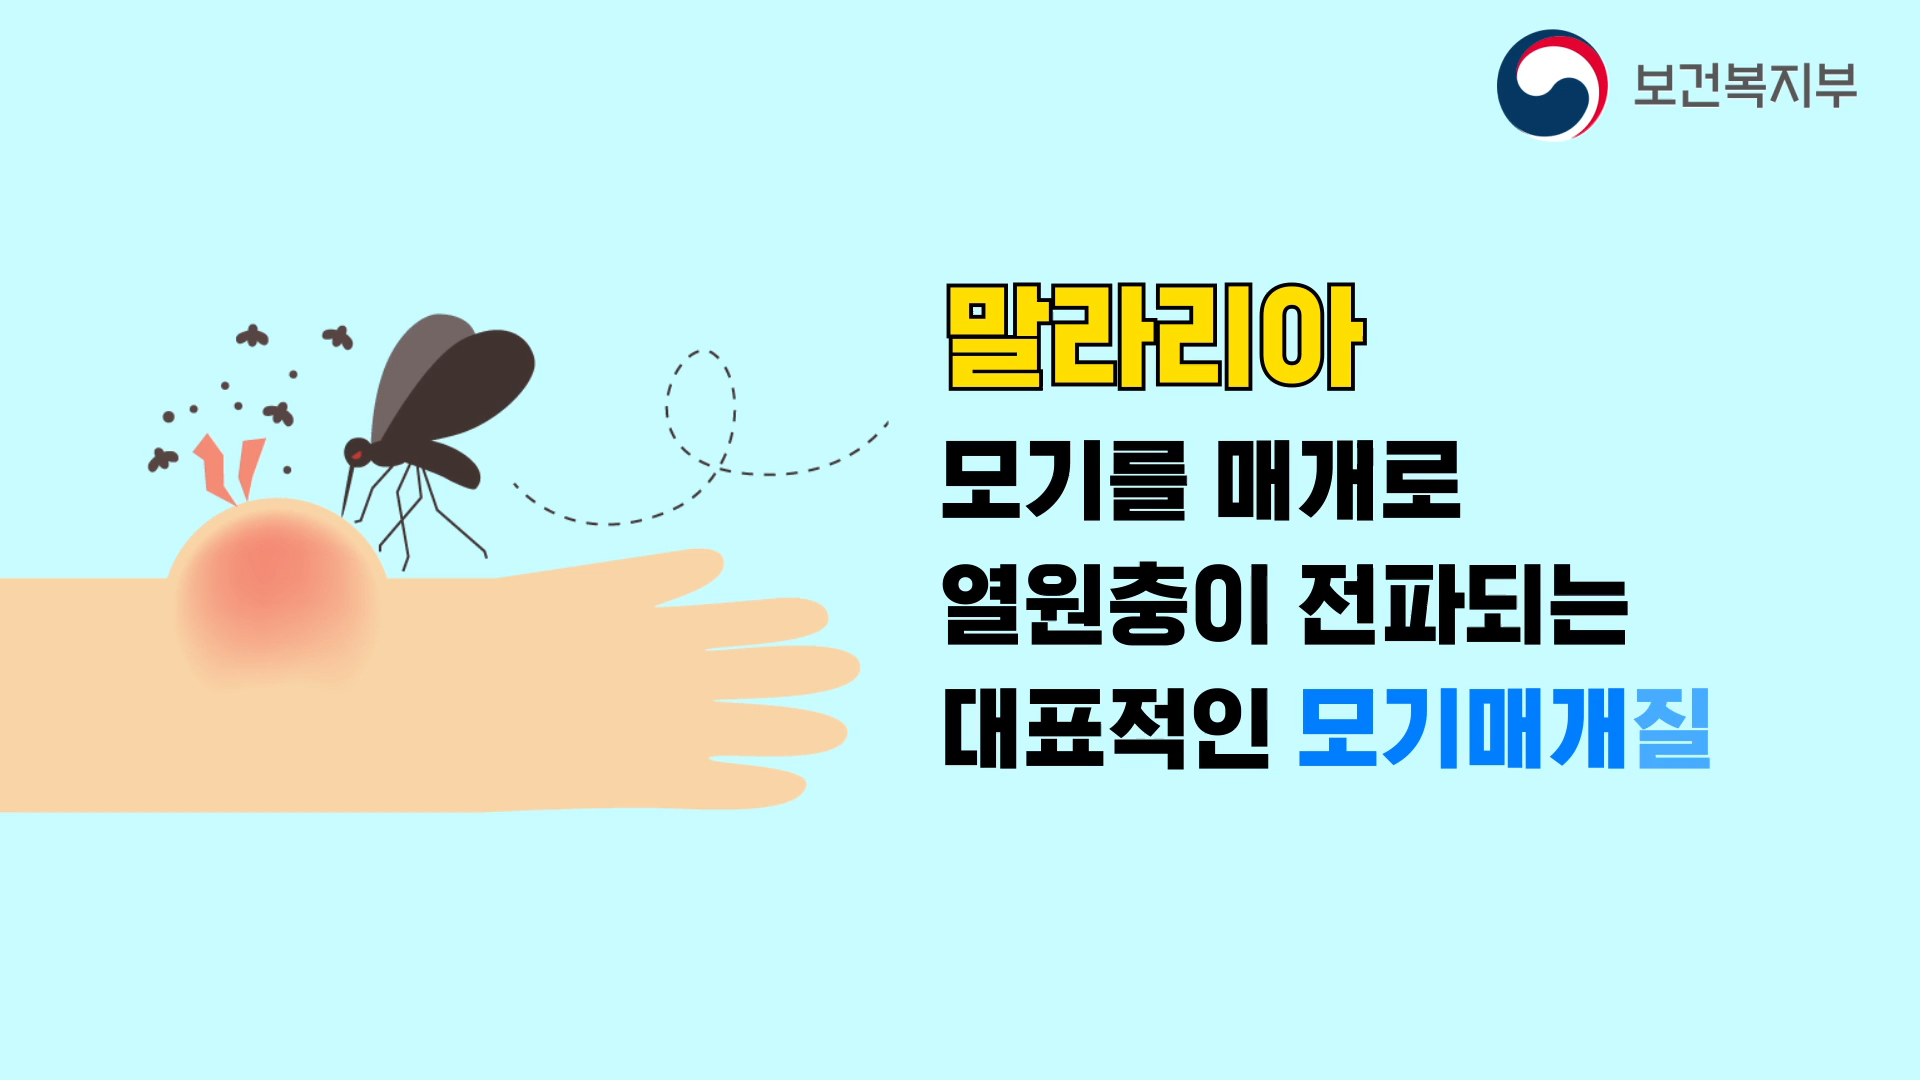 보건복지부
말라리아
모기를 매개로
열원충이 전파되는
대표적인 모기매개질